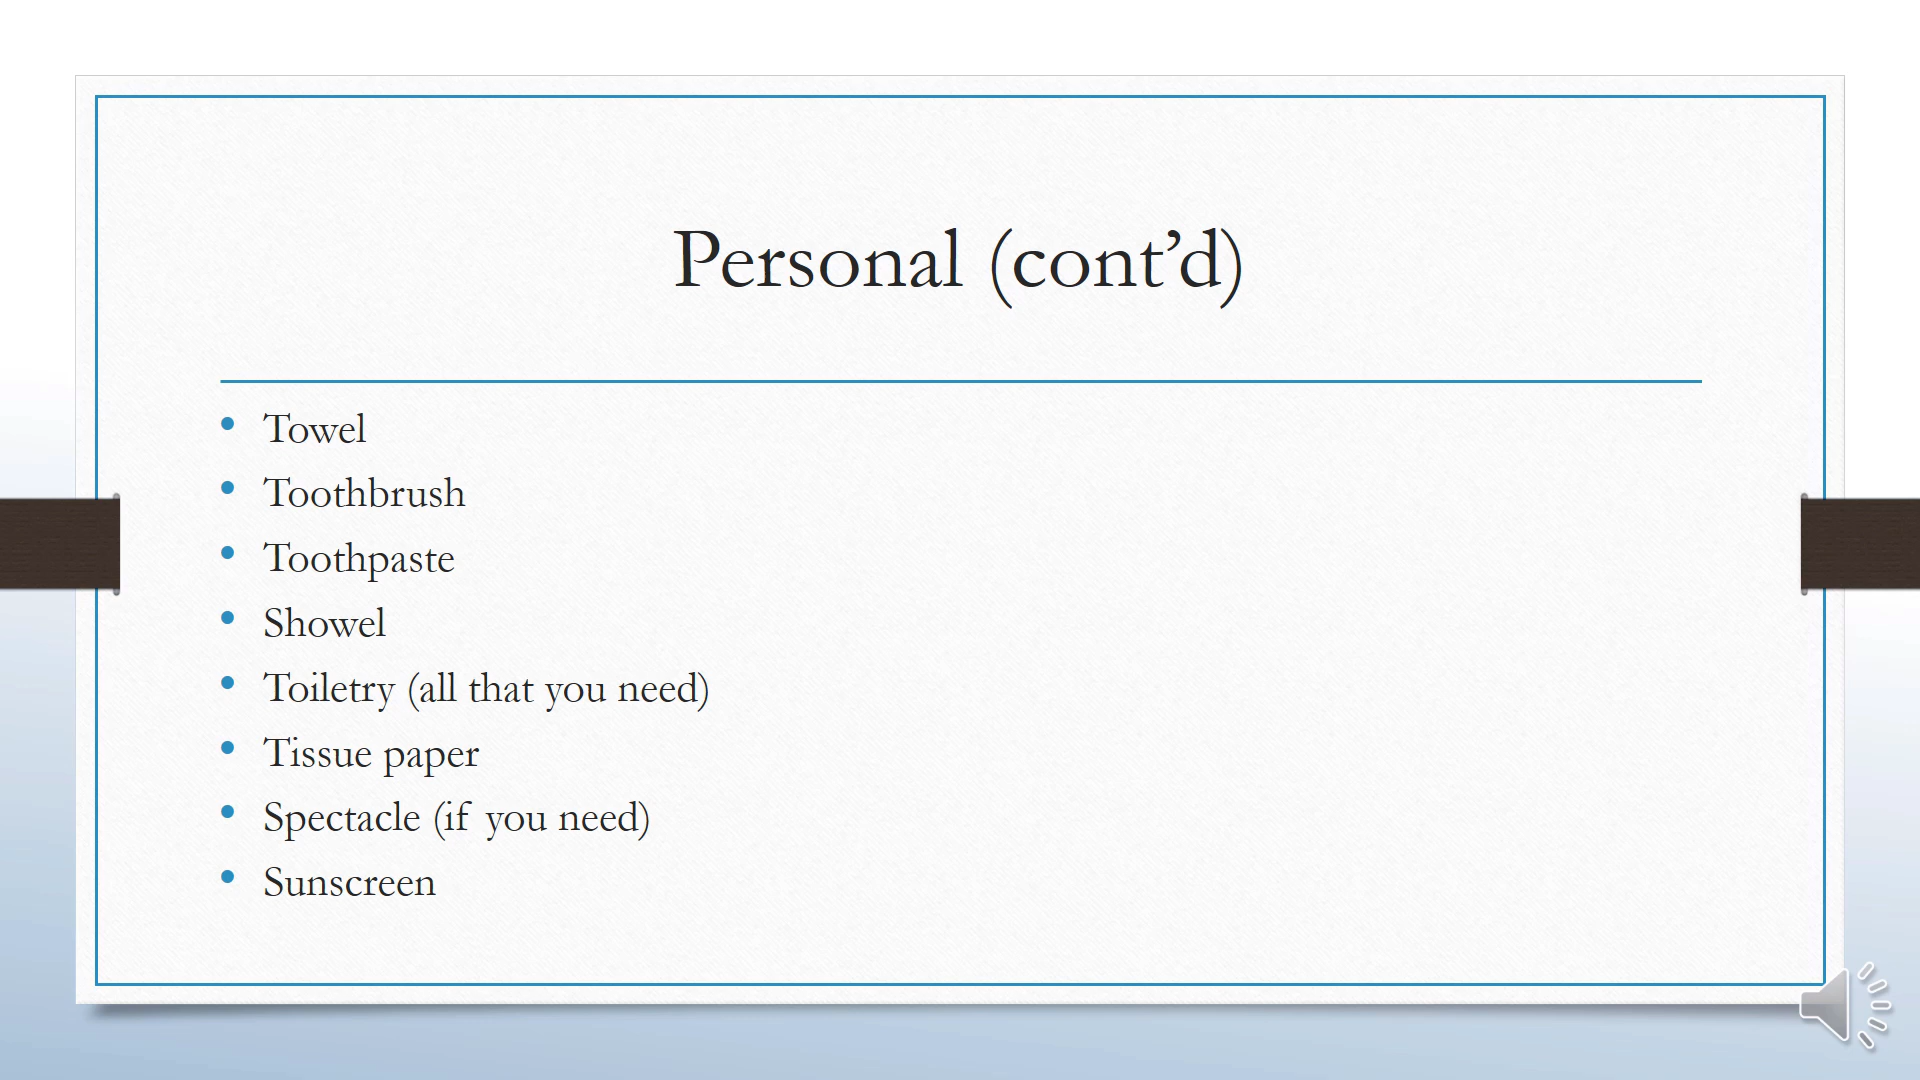 Personal (cont’d)
Towel
Toothbrush
Toothpaste
Showel
Toiletry (all that you need)
Tissue paper
Spectacle (if you need)
Sunscreen